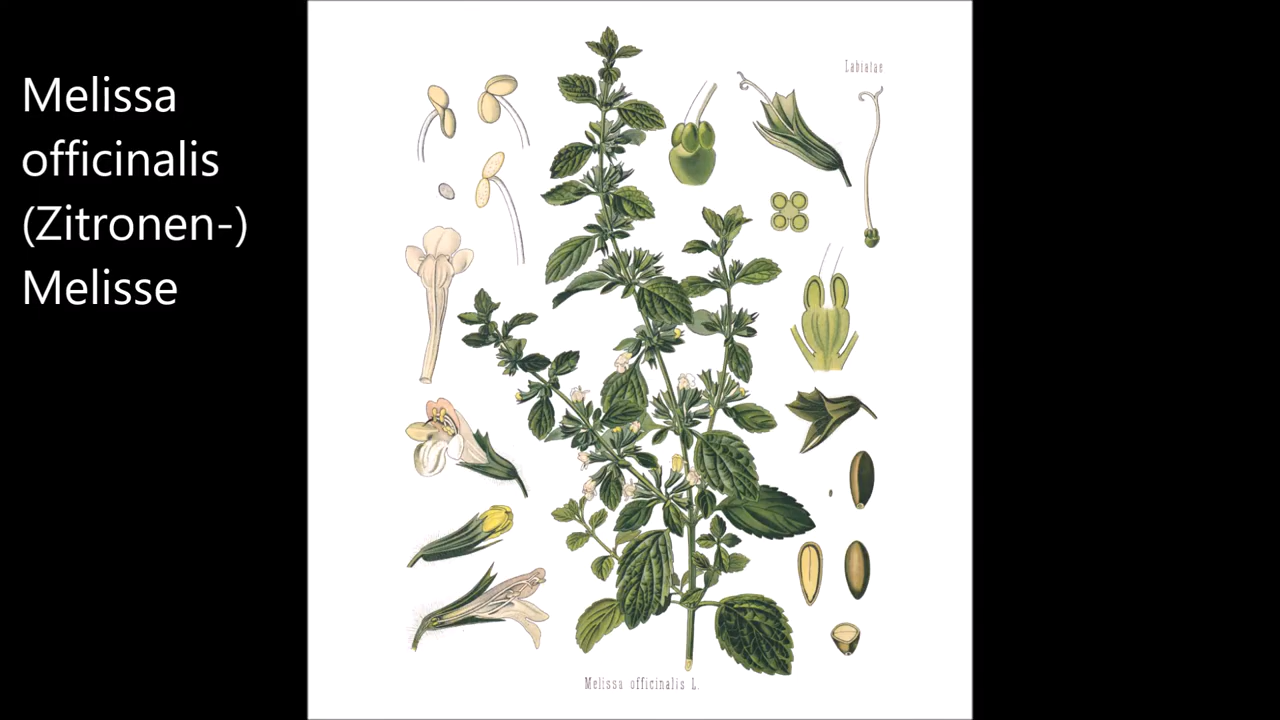 Melissa
officinalis
(Zitronen-)
Melisse
Labiatae
Melissa officinalis L.